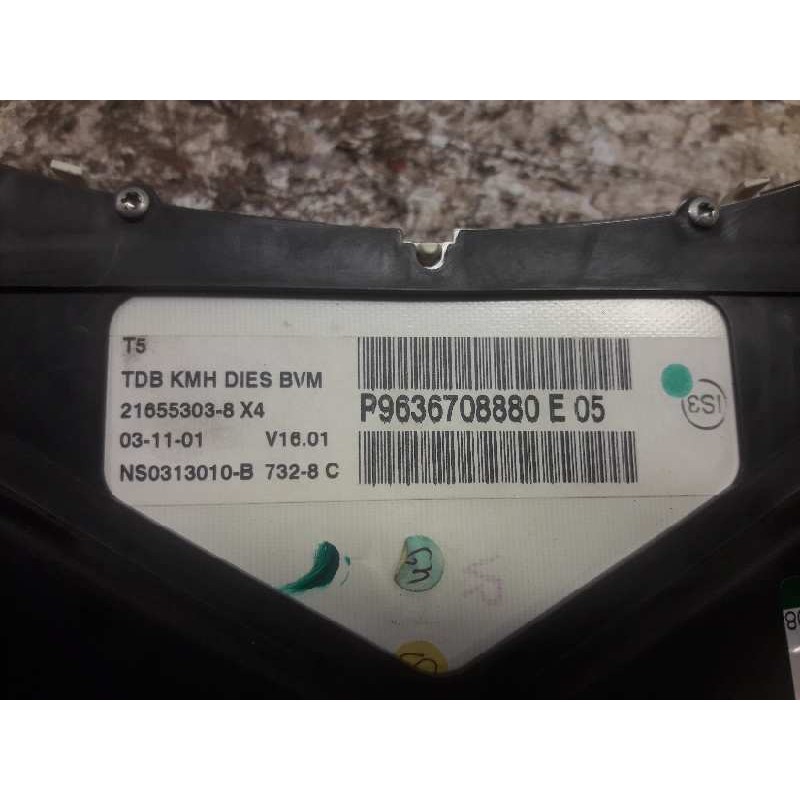 T5
TDB KMH DIES BVM
21655303-8 X4
03-11-01 V16.01
NS0313010-B 732-8 C
P9636708880 E 05
IS3
VR